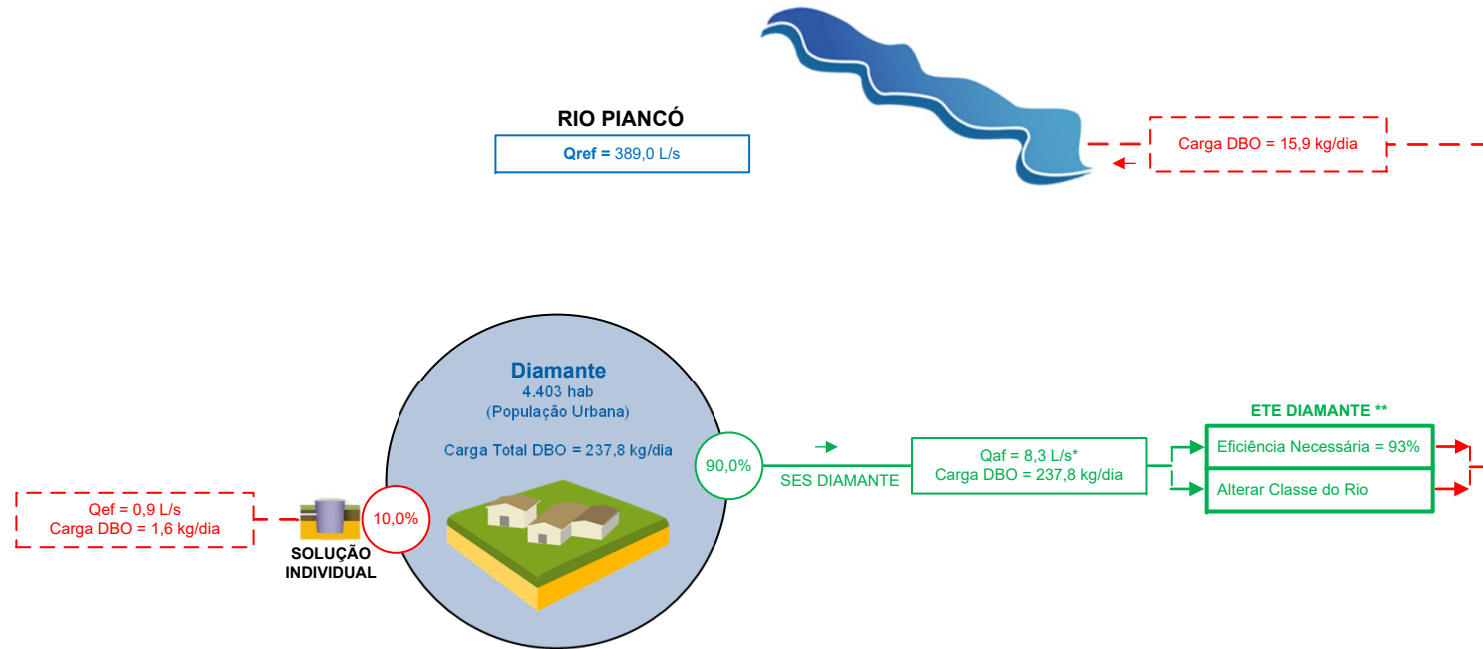 RIO PIANCÓ
Qref = 389,0 L/s
Carga DBO = 15,9 kg/dia
Diamante
4.403 hab
(População Urbana)
Carga Total DBO = 237,8 kg/dia
90,0%
SES DIAMANTE
Qaf = 8,3 L/s*
Carga DBO = 237,8 kg/dia
ETE DIAMANTE **
Eficiência Necessária = 93%
Alterar Classe do Rio
Qef = 0,9 L/s
Carga DBO = 1,6 kg/dia
SOLUÇÃO
INDIVIDUAL
10,0%